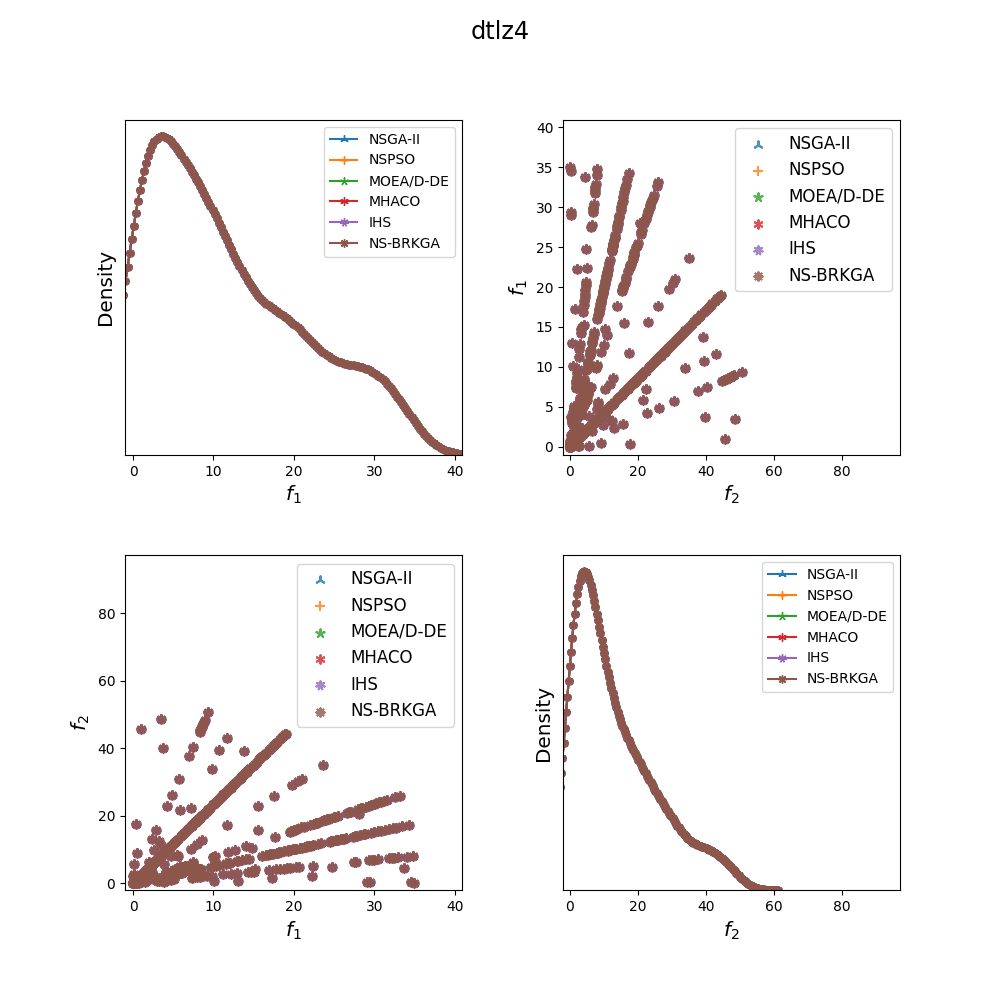 dtlz4
Density
0
10
20
30
40
f1
NSGA-II
NSPSO
MOEA/D-DE
MHACO
IHS
NS-BRKGA
f1
40
35
30
25
20
15
10
5
0
0
20
40
60
80
f2
NSGA-II
NSPSO
MOEA/D-DE
MHACO
IHS
NS-BRKGA
f2
80
60
40
20
0
0
10
20
30
40
f1
NSGA-II
NSPSO
MOEA/D-DE
MHACO
IHS
NS-BRKGA
Density
0
20
40
60
80
f2
NSGA-II
NSPSO
MOEA/D-DE
MHACO
IHS
NS-BRKGA